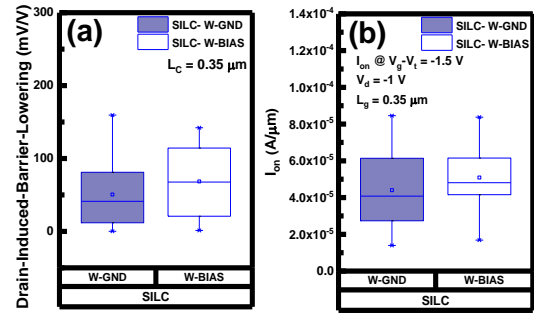 Drain-Induced-Barrier-Lowering (mV/V)
300
200
100
0
(a)
SILC- W-GND
SILC- W-BIAS
L_C = 0.35 μm
W-GND W-BIAS
SILC
I_on (A/μm)
1.4x10^-4
1.2x10^-4
1.0x10^-4
8.0x10^-5
6.0x10^-5
4.0x10^-5
2.0x10^-5
0.0
(b)
SILC- W-GND
SILC- W-BIAS
I_on @ V_g-V_t = -1.5 V
V_d = -1 V
L_g = 0.35 μm
W-GND W-BIAS
SILC